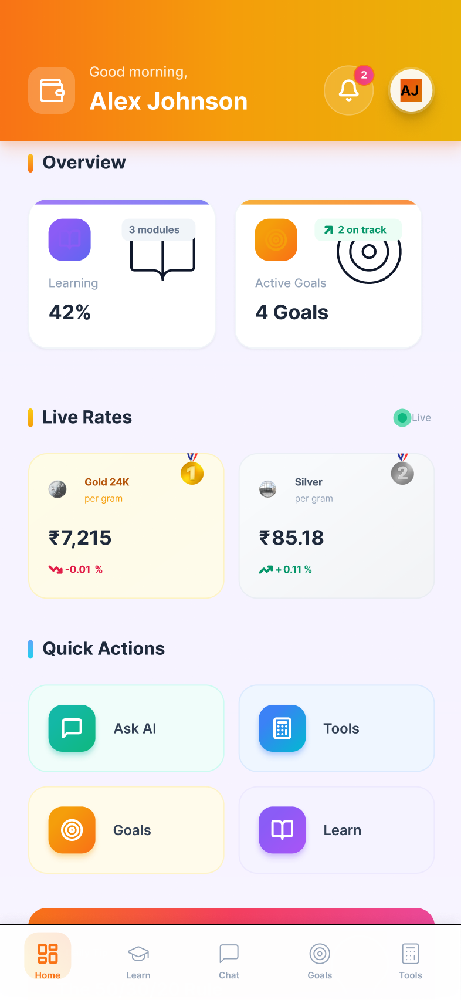 Good morning,
Alex Johnson
2
AJ
Overview
3 modules
Learning
42%
2 on track
Active Goals
4 Goals
Live Rates
Live
1
Gold 24K
per gram
₹7,215
-0.01 %
2
Silver
per gram
₹85.18
+0.11 %
Quick Actions
Ask AI
Tools
Goals
Learn
Home
Learn
Chat
Goals
Tools